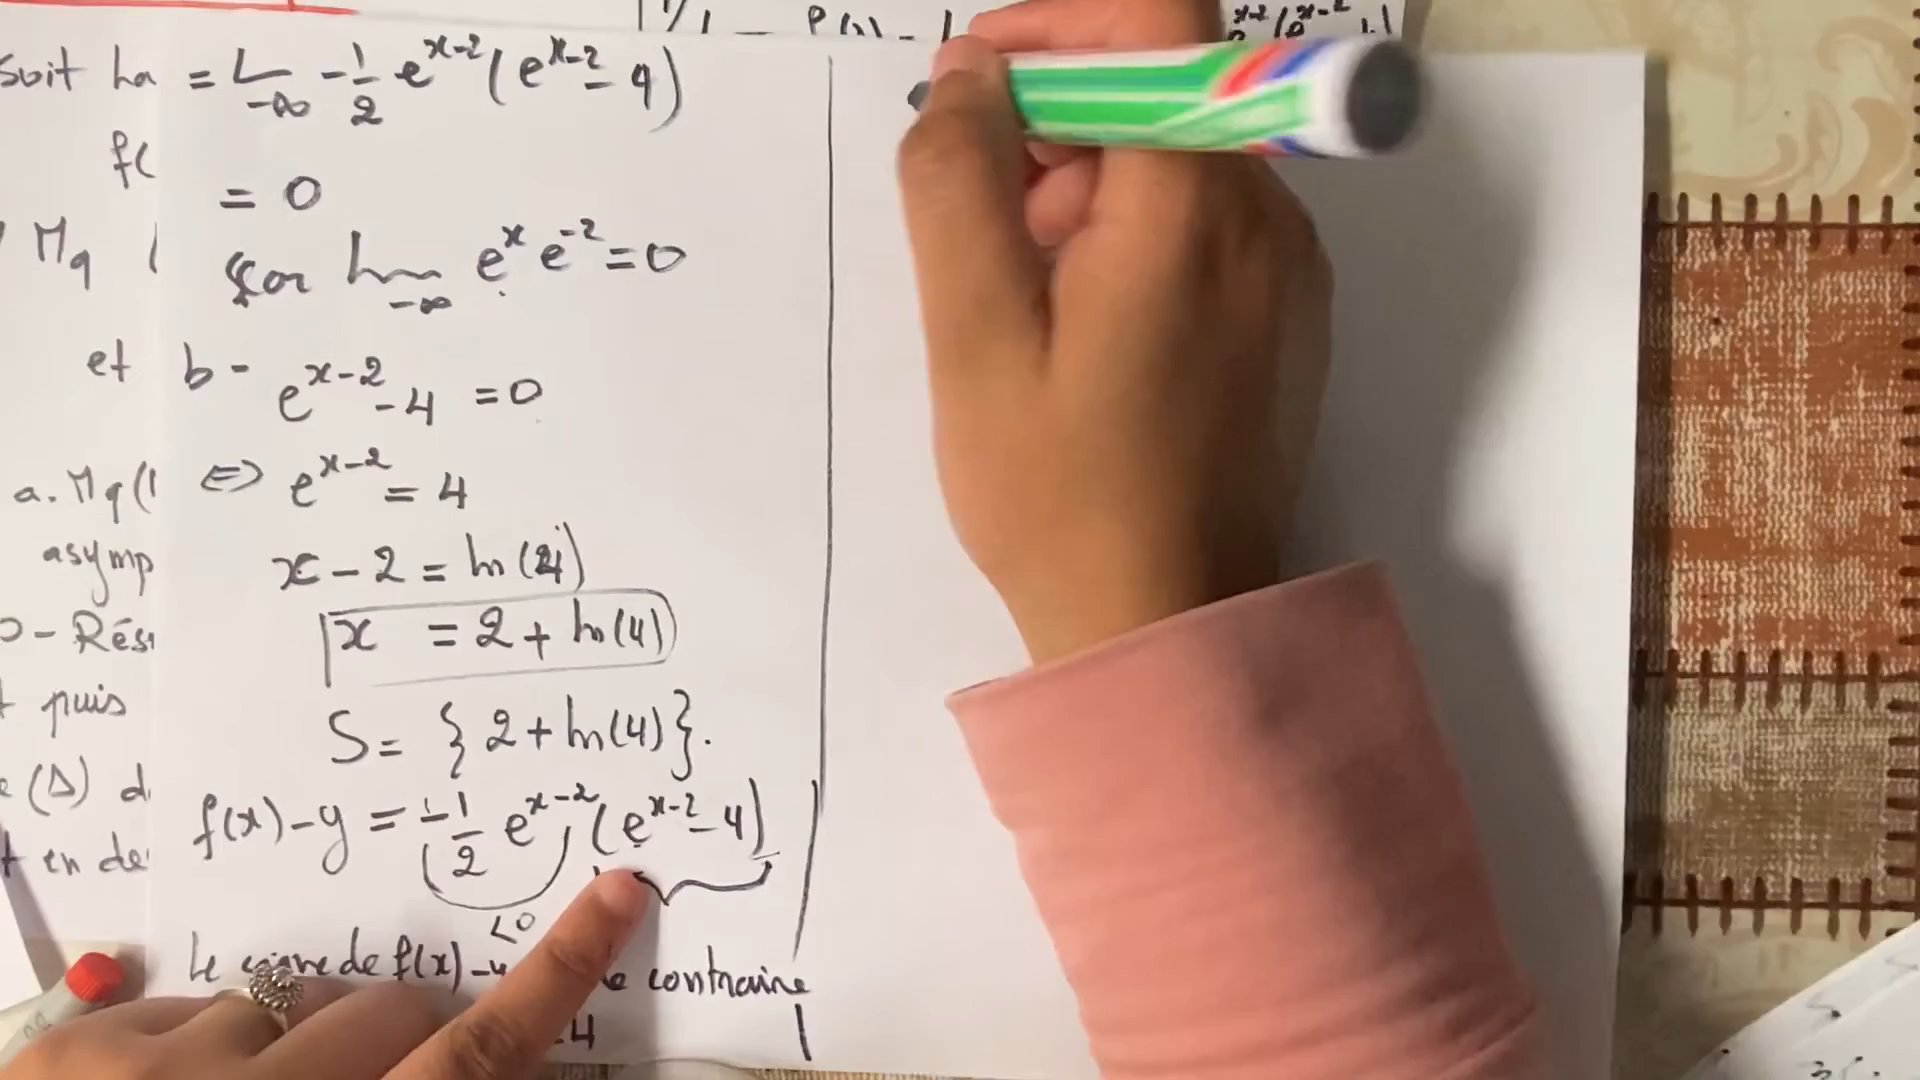 soit
f(
Mq
et
a. Mq(
asymp
puis
(Δ) d
en de
= L -∞ -1/2 e^{x-2} (e^{x-2} - 4)
= 0
car lim -∞ e^x e^{-2} = 0
b- e^{x-2} - 4 = 0
⇔ e^{x-2} = 4
x - 2 = ln(4)
x = 2 + ln(4)
S = {2 + ln(4)}.
f(x) - y = -1/2 e^{x-2} (e^{x-2} - 4)
<0
Le signe de f(x) - y contraire
4